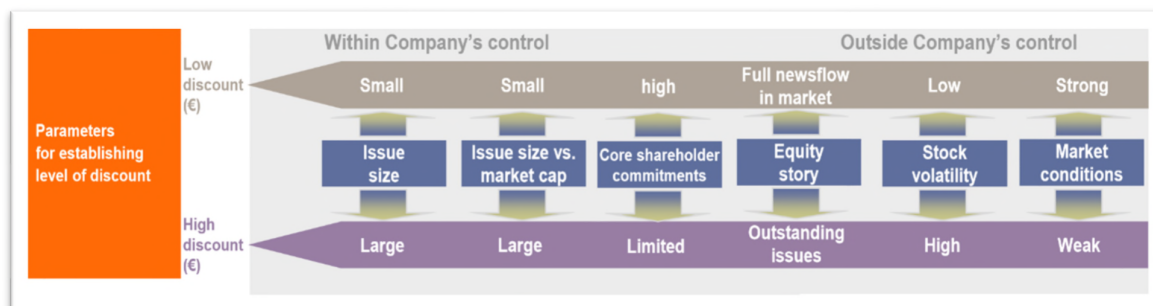 Within Company's control
Outside Company's control
Low
discount
(€)
Small
Small
high
Full newsflow
in market
Low
Strong
Parameters
for establishing
level of discount
Issue
size
Issue size vs.
market cap
Core shareholder
commitments
Equity
story
Stock
volatility
Market
conditions
High
discount
(€)
Large
Large
Limited
Outstanding
issues
High
Weak